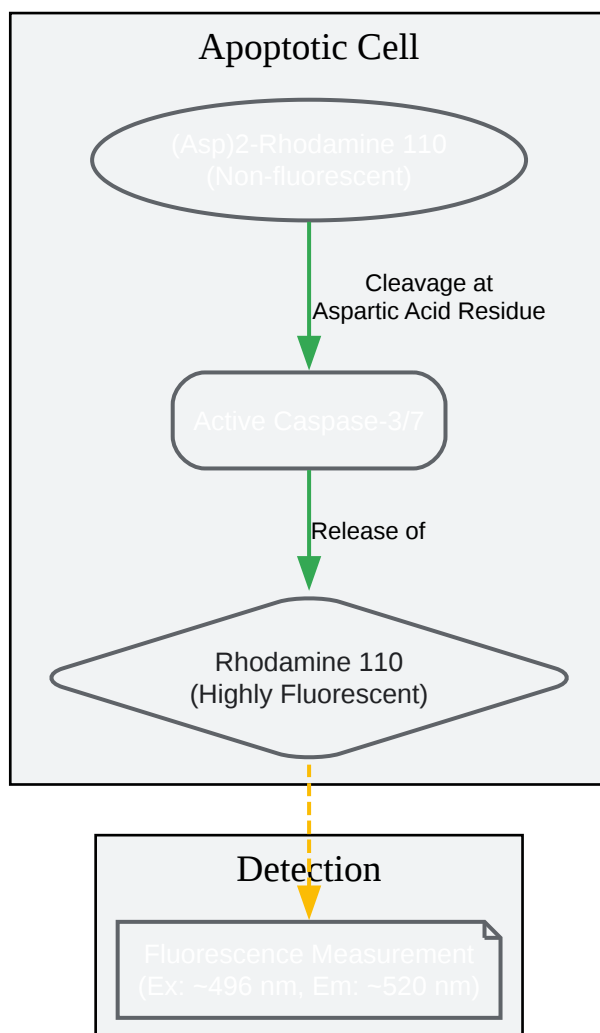 Apoptotic Cell
(Asp)2-Rhodamine 110
(Non-fluorescent)
Cleavage at
Aspartic Acid Residue
Active Caspase-3/7
Release of
Rhodamine 110
(Highly Fluorescent)
Detection
Fluorescence Measurement
(Ex: ~496 nm, Em: ~520 nm)